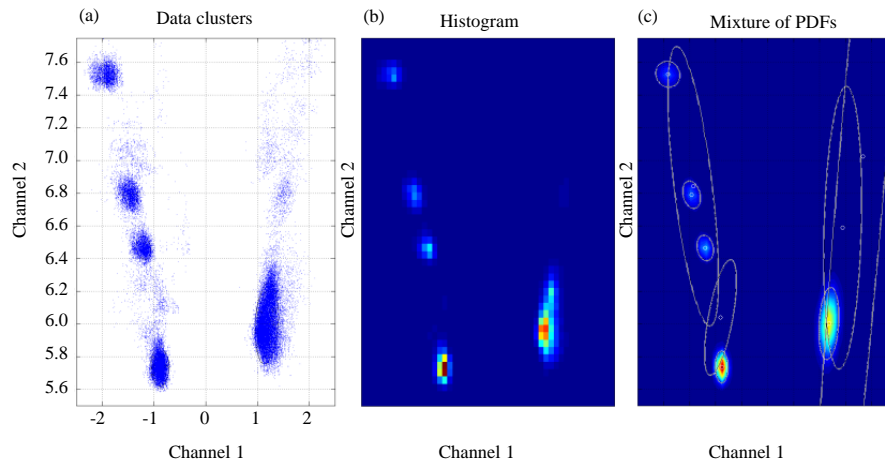 (a) Data clusters
7.6
7.4
7.2
7.0
6.8
6.6
6.4
6.2
6.0
5.8
5.6
Channel 2
-2 -1 0 1 2
Channel 1
(b) Histogram
Channel 2
Channel 1
(c) Mixture of PDFs
Channel 2
Channel 1